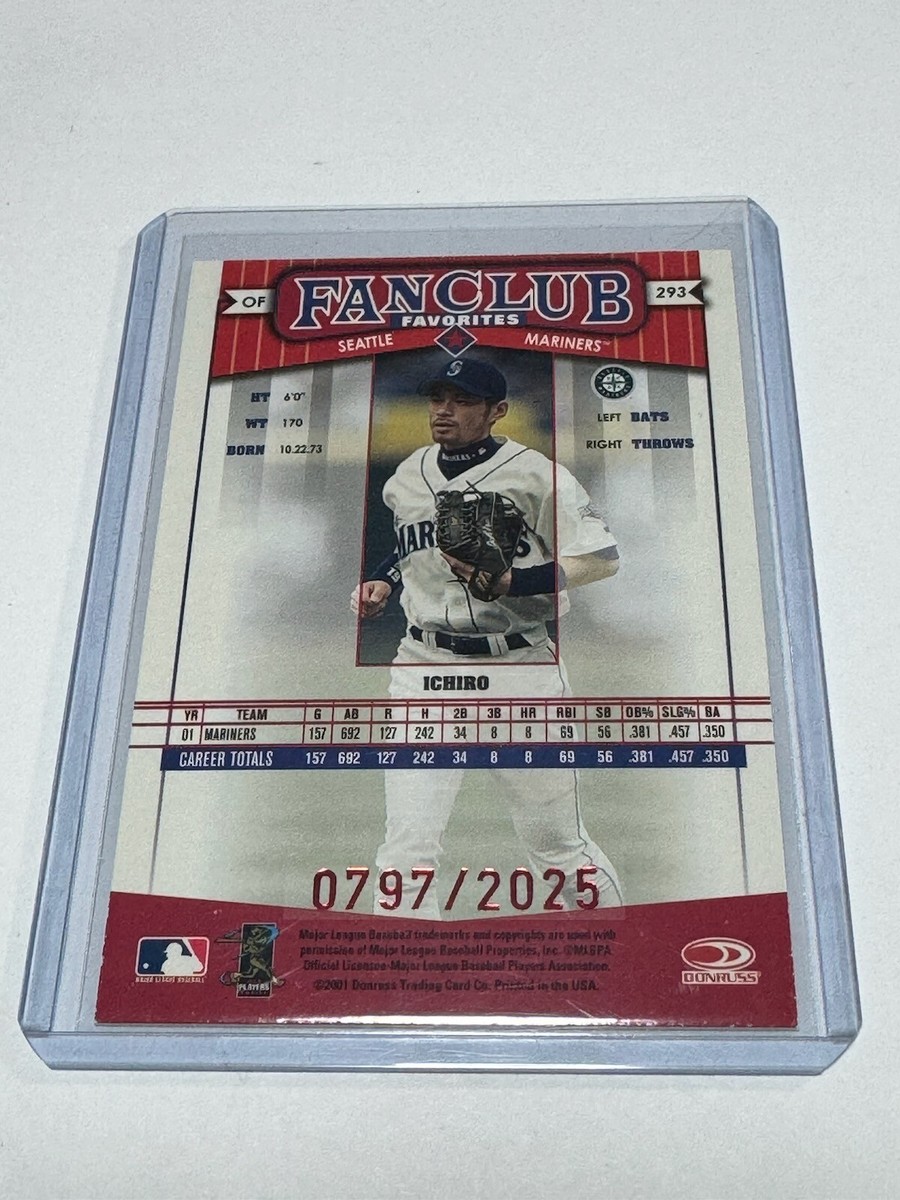 OF FANCLUB 293
FAVORITES
SEATTLE MARINERS™
S
HT 6'0"
WT 170
BORN 10.22.73
LEFT BATS
RIGHT THROWS
ICHIRO
YR TEAM G AB R H 2B 3B HR RBI SB OB% SLG% BA
01 MARINERS 157 692 127 242 34 8 8 69 56 .381 .457 .350
CAREER TOTALS 157 692 127 242 34 8 8 69 56 .381 .457 .350
0797/2025
Major League Baseball trademarks and copyrights are used with
permission of Major League Baseball Properties, Inc. ©MLBPA
Official Licensee-Major League Baseball Players Association.
©2001 Donruss Trading Card Co. Printed in the USA.
PLAYERS
CHOICE
DONRUSS